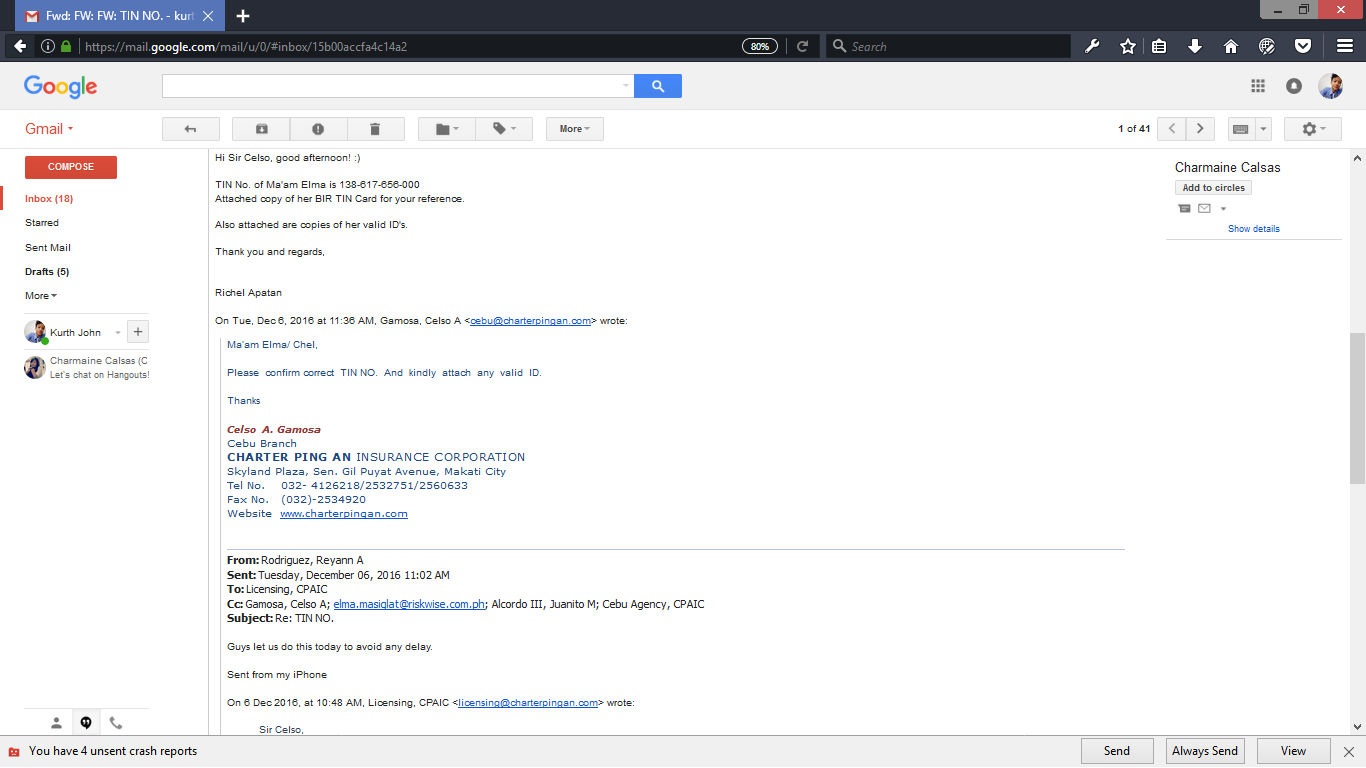 Fwd: FW: FW: TIN NO. - kurt
https://mail.google.com/mail/u/0/#inbox/15b00accfa4c14a2
80%
Search
Google
Gmail
More
1 of 41
COMPOSE
Inbox (18)
Starred
Sent Mail
Drafts (5)
More
Kurth John
Charmaine Calsas (C
Let's chat on Hangouts!
Hi Sir Celso, good afternoon! :)
TIN No. of Ma'am Elma is 138-617-656-000
Attached copy of her BIR TIN Card for your reference.
Also attached are copies of her valid ID's.
Thank you and regards,
Richel Apatan
On Tue, Dec 6, 2016 at 11:36 AM, Gamosa, Celso A <cebu@charterpingan.com> wrote:
Ma'am Elma/ Chel,
Please confirm correct TIN NO. And kindly attach any valid ID.
Thanks
Celso A. Gamosa
Cebu Branch
CHARTER PING AN INSURANCE CORPORATION
Skyland Plaza, Sen. Gil Puyat Avenue, Makati City
Tel No. 032- 4126218/2532751/2560633
Fax No. (032)-2534920
Website www.charterpingan.com
From: Rodriguez, Reyann A
Sent: Tuesday, December 06, 2016 11:02 AM
To: Licensing, CPAIC
Cc: Gamosa, Celso A; elma.masiglat@riskwise.com.ph; Alcordo III, Juanito M; Cebu Agency, CPAIC
Subject: Re: TIN NO.
Guys let us do this today to avoid any delay.
Sent from my iPhone
On 6 Dec 2016, at 10:48 AM, Licensing, CPAIC <licensing@charterpingan.com> wrote:
Sir Celso,
Charmaine Calsas
Add to circles
Show details
You have 4 unsent crash reports
Send
Always Send
View